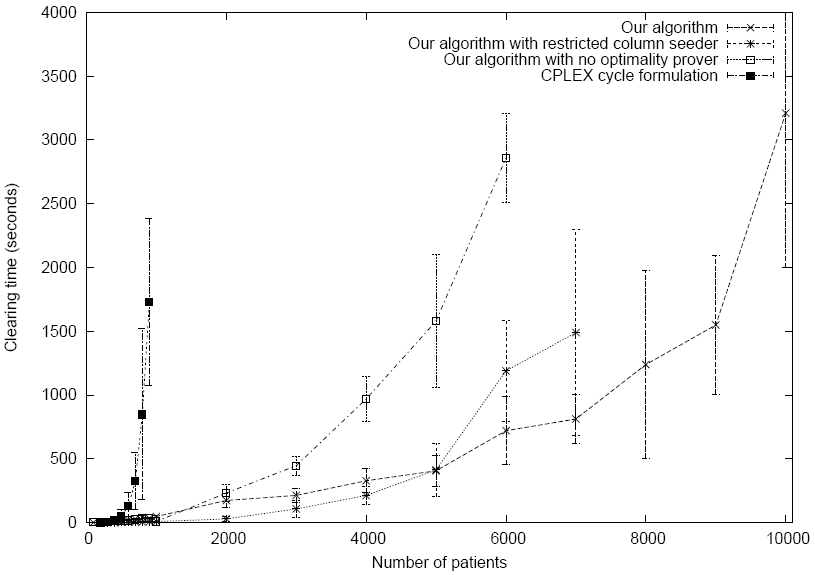 4000
3500
3000
2500
2000
1500
1000
500
0
Clearing time (seconds)
Our algorithm
Our algorithm with restricted column seeder
Our algorithm with no optimality prover
CPLEX cycle formulation
0 2000 4000 6000 8000 10000
Number of patients